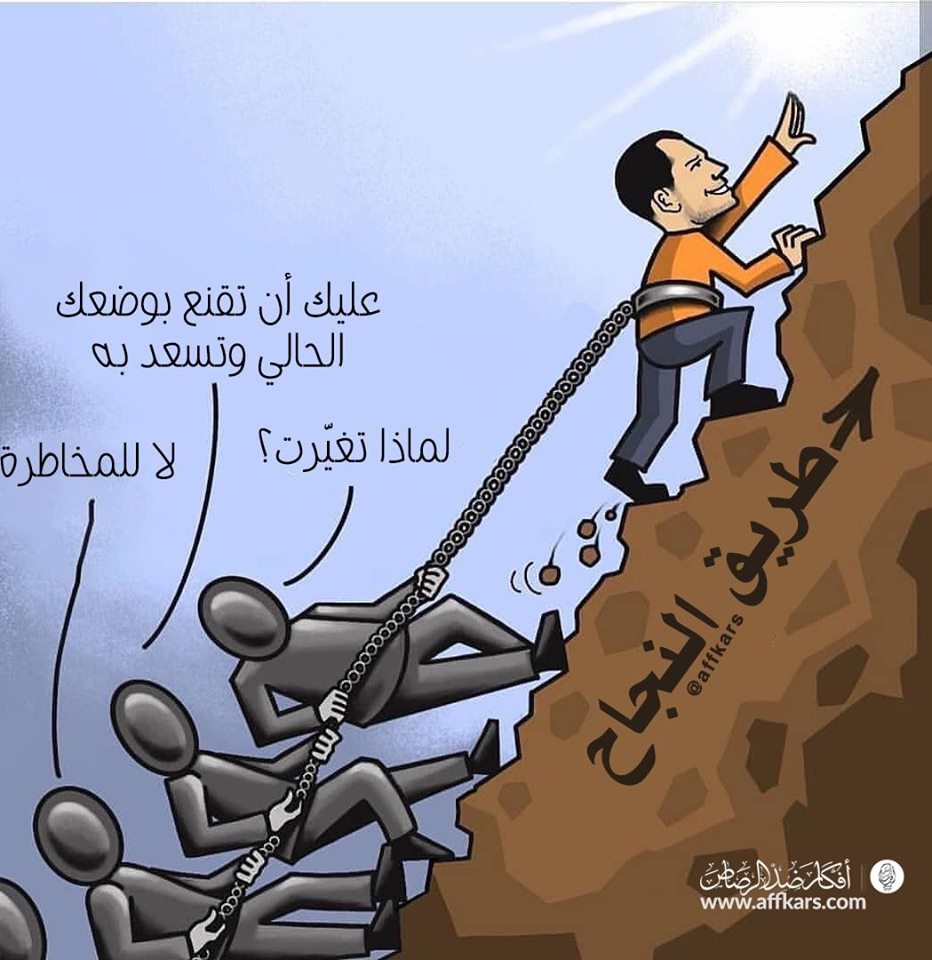 عليك أن تقنع بوضعك
الحالي وتسعد به
لماذا تغيّرت؟
لا للمخاطرة
طريق النجاح
@affkars
أفكار ضدّ الرصاص
www.affkars.com